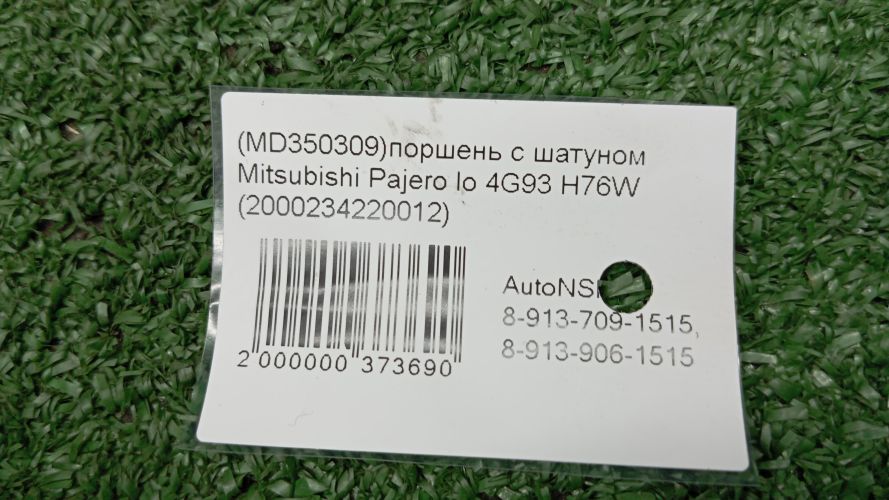 (MD350309)поршень с шатуном
Mitsubishi Pajero Io 4G93 H76W
(2000234220012)
2 000000 373690
8-913-709-1515,
8-913-906-1515